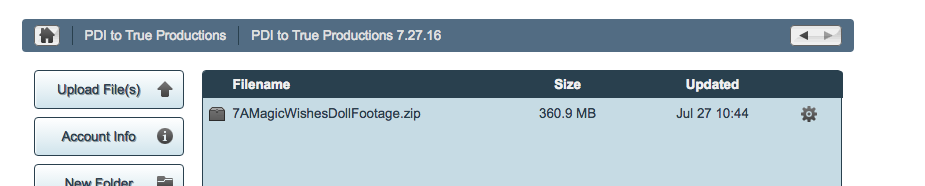 PDI to True Productions PDI to True Productions 7.27.16
Upload File(s)
Account Info
New Folder
Filename Size Updated
7AMagicWishesDollFootage.zip 360.9 MB Jul 27 10:44